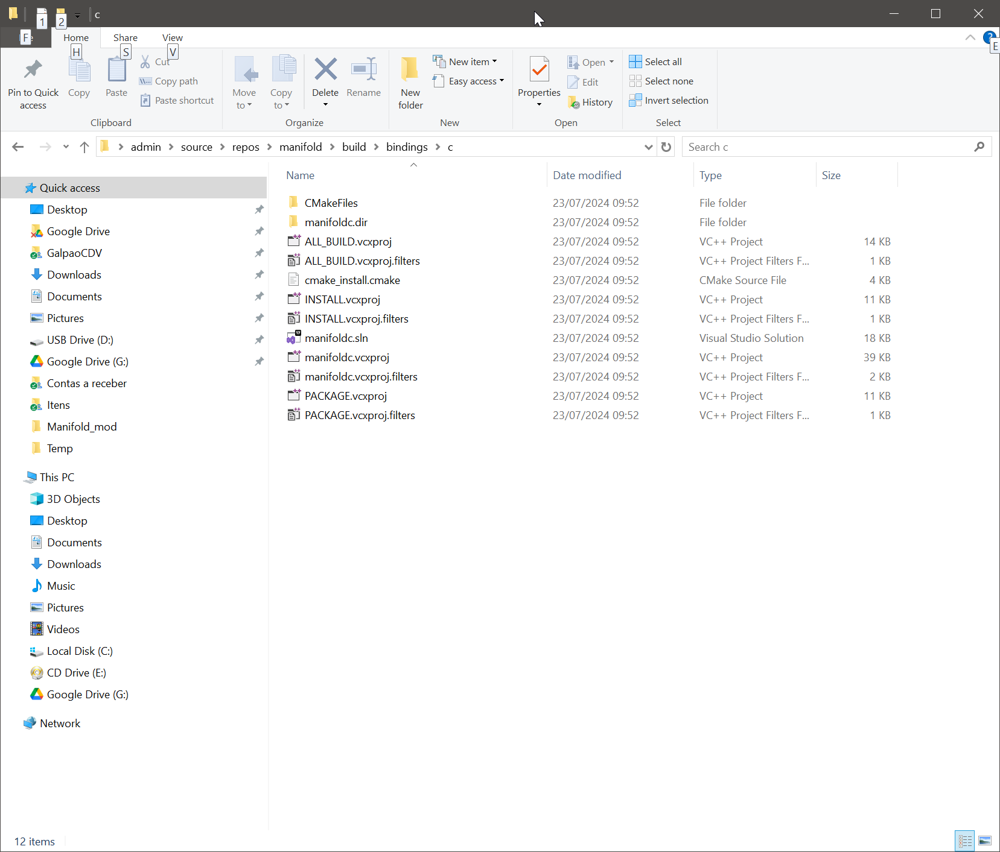 1 2 c
F Home Share View
H S V E
Pin to Quick access
Copy
Paste
Cut
Copy path
Paste shortcut
Clipboard
Move to
Copy to
Delete
Rename
Organize
New folder
New item
Easy access
New
Properties
Open
Edit
History
Open
Select all
Select none
Invert selection
Select
admin source repos manifold build bindings c
Search c
Quick access
Desktop
Google Drive
GalpaoCDV
Downloads
Documents
Pictures
USB Drive (D:)
Google Drive (G:)
Contas a receber
Itens
Manifold_mod
Temp
This PC
3D Objects
Desktop
Documents
Downloads
Music
Pictures
Videos
Local Disk (C:)
CD Drive (E:)
Google Drive (G:)
Network
Name Date modified Type Size
CMakeFiles 23/07/2024 09:52 File folder
manifoldc.dir 23/07/2024 09:52 File folder
ALL_BUILD.vcxproj 23/07/2024 09:52 VC++ Project 14 KB
ALL_BUILD.vcxproj.filters 23/07/2024 09:52 VC++ Project Filters F... 1 KB
cmake_install.cmake 23/07/2024 09:52 CMake Source File 4 KB
INSTALL.vcxproj 23/07/2024 09:52 VC++ Project 11 KB
INSTALL.vcxproj.filters 23/07/2024 09:52 VC++ Project Filters F... 1 KB
manifoldc.sln 23/07/2024 09:52 Visual Studio Solution 18 KB
manifoldc.vcxproj 23/07/2024 09:52 VC++ Project 39 KB
manifoldc.vcxproj.filters 23/07/2024 09:52 VC++ Project Filters F... 2 KB
PACKAGE.vcxproj 23/07/2024 09:52 VC++ Project 11 KB
PACKAGE.vcxproj.filters 23/07/2024 09:52 VC++ Project Filters F... 1 KB
12 items